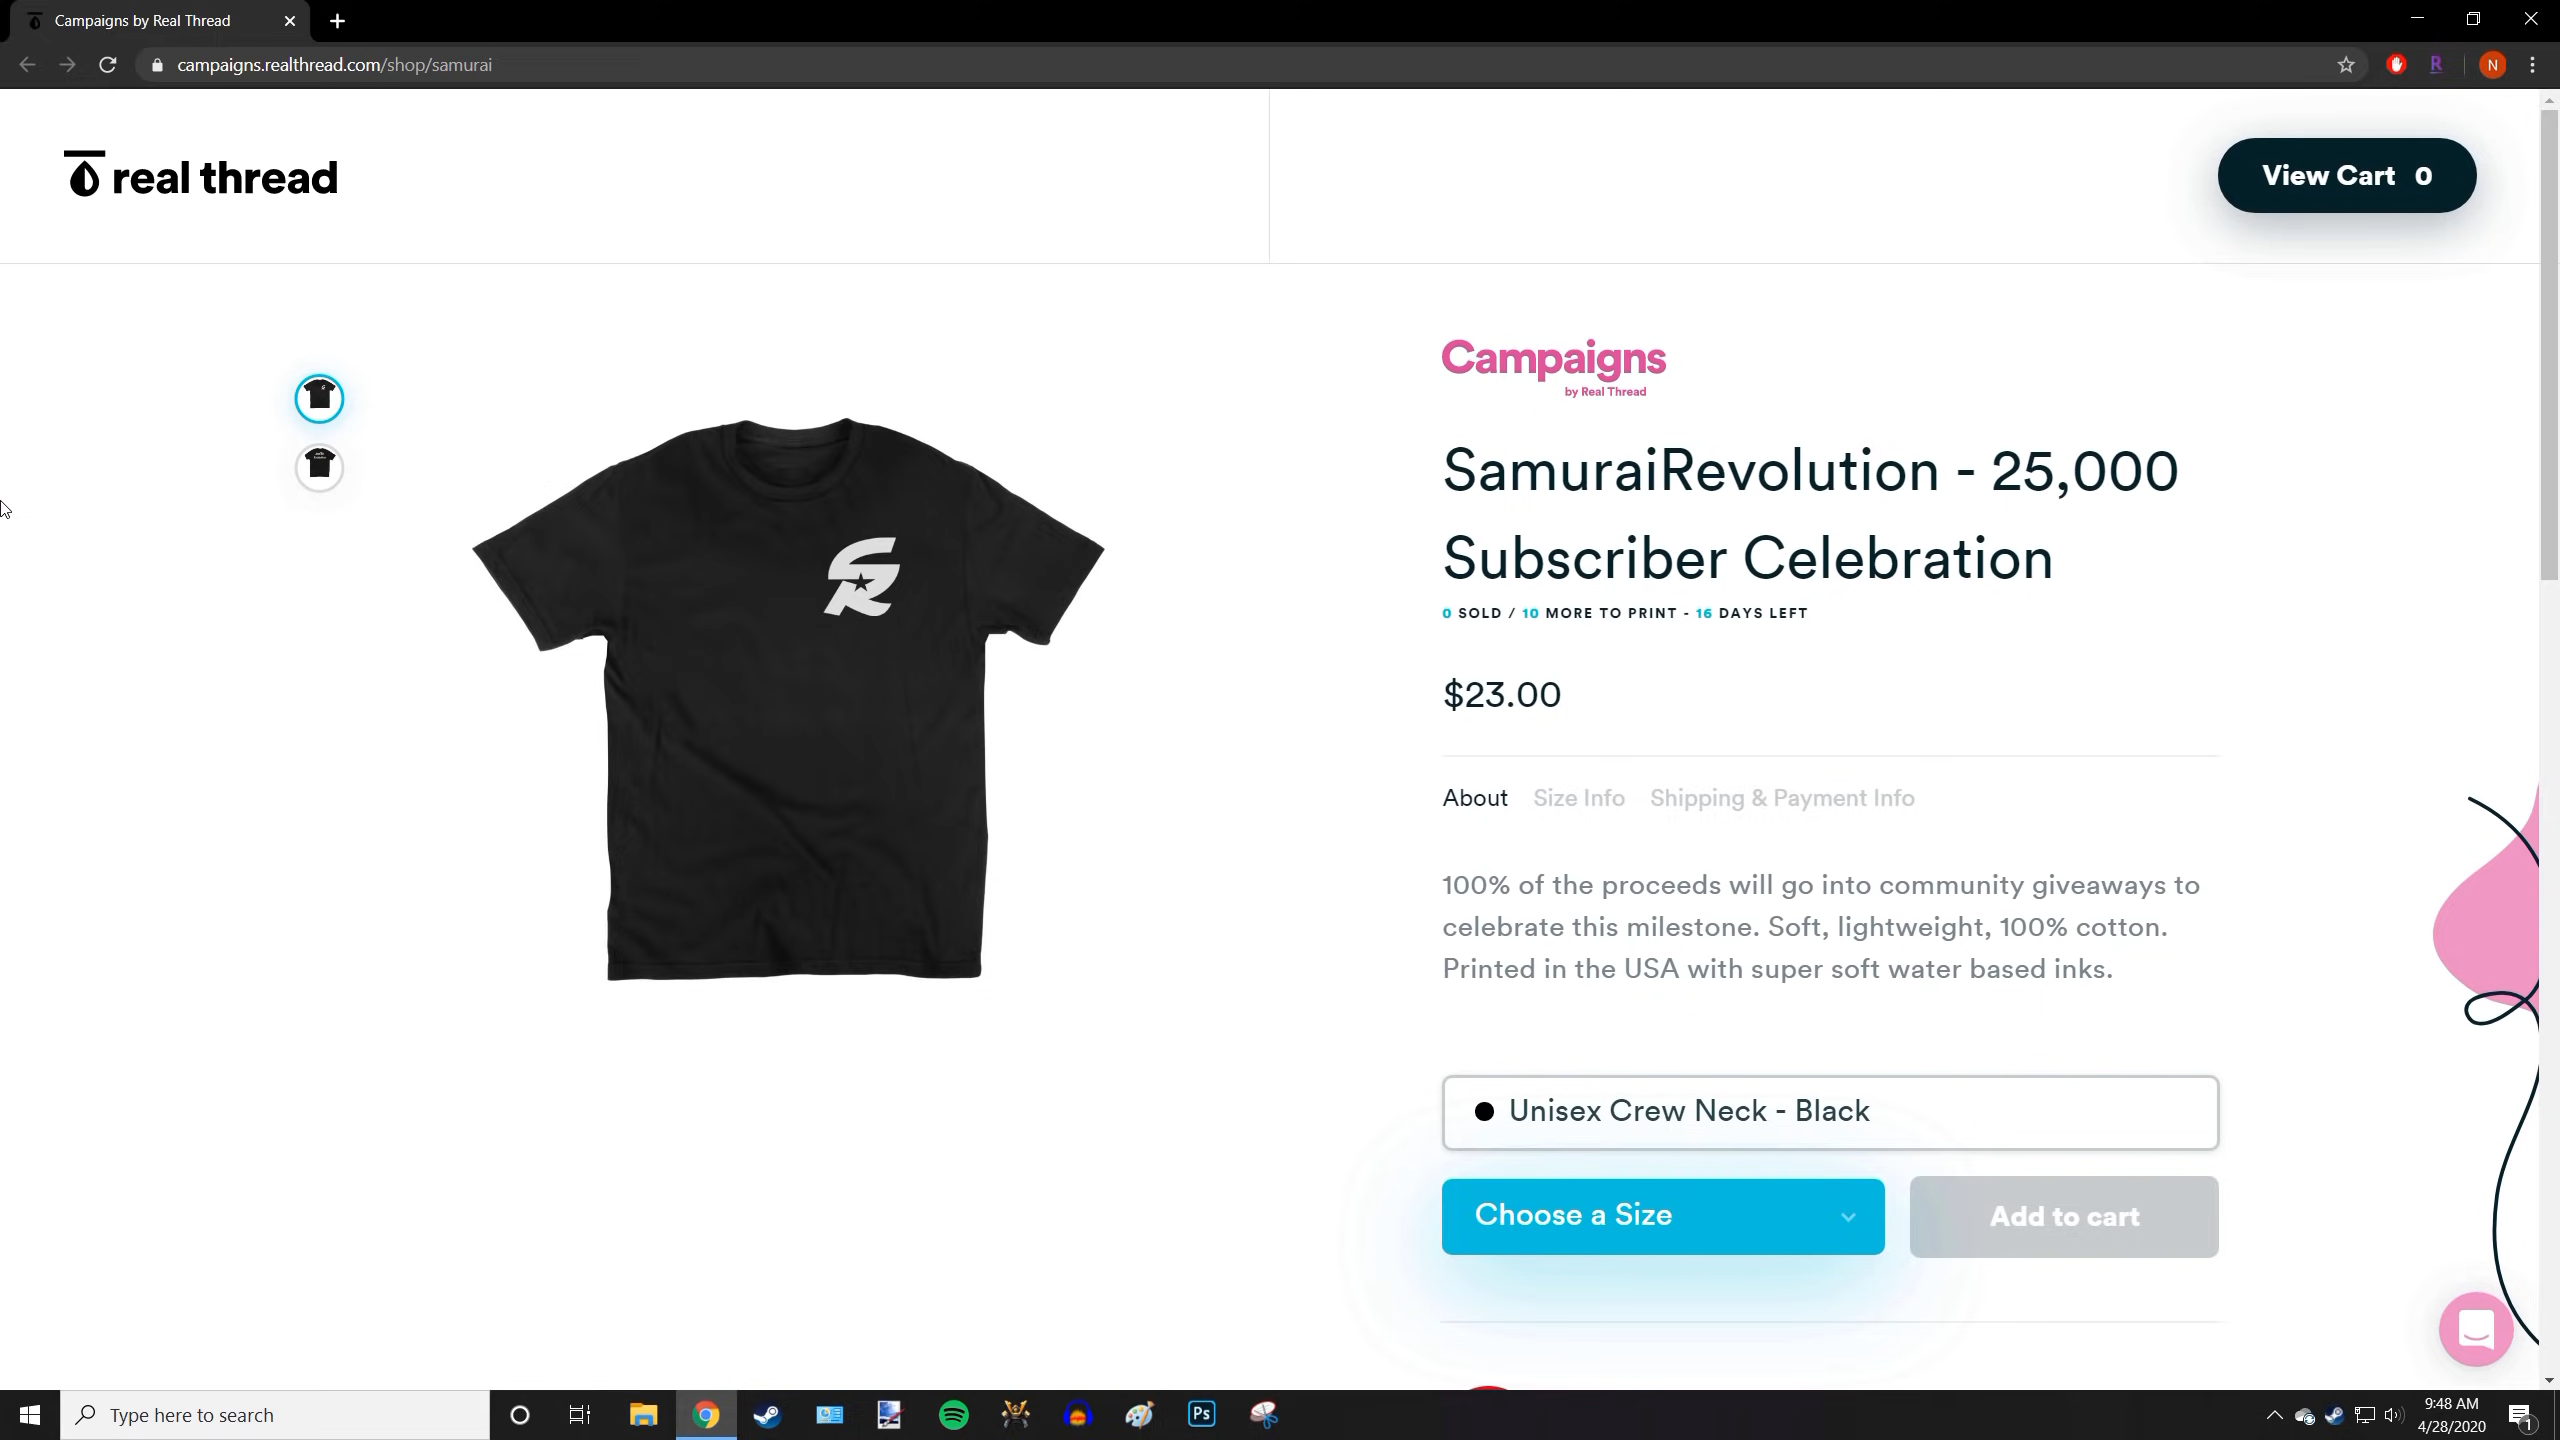 Campaigns by Real Thread
campaigns.realthread.com/shop/samurai
N
real thread
View Cart 0
Campaigns
by Real Thread
SamuraiRevolution - 25,000
Subscriber Celebration
0 SOLD / 10 MORE TO PRINT - 16 DAYS LEFT
$23.00
About Size Info Shipping & Payment Info
100% of the proceeds will go into community giveaways to
celebrate this milestone. Soft, lightweight, 100% cotton.
Printed in the USA with super soft water based inks.
Unisex Crew Neck - Black
Choose a Size
Add to cart
SR
Type here to search
Ps
9:48 AM
4/28/2020
1